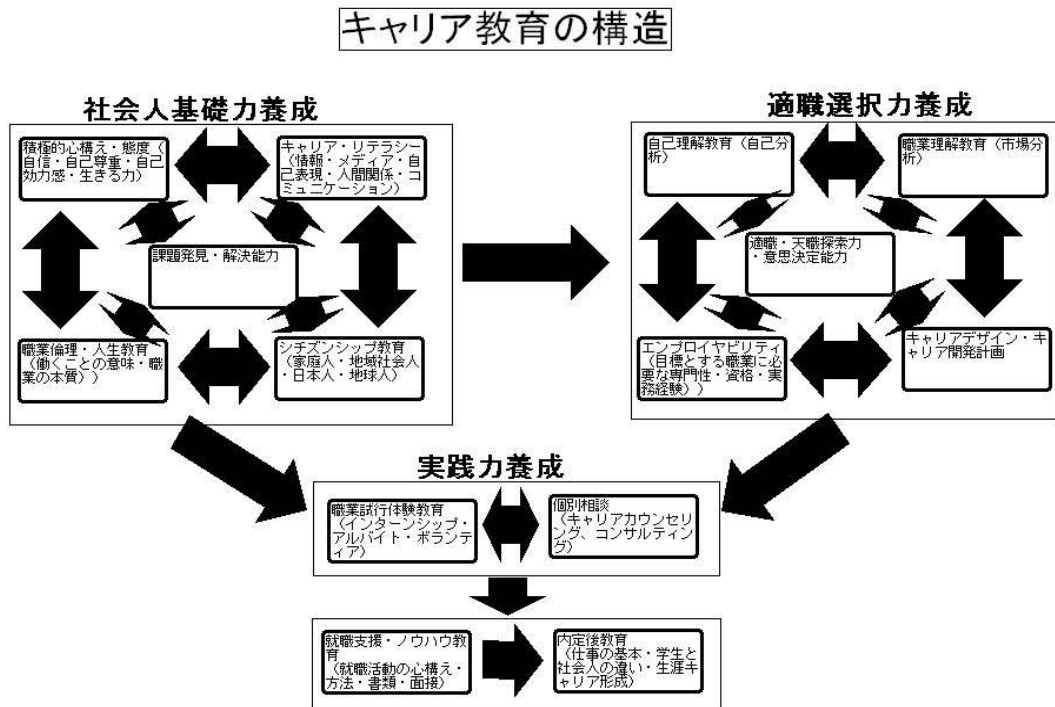 キャリア教育の構造
社会人基礎力養成
積極的心構え・態度（
自信・自己尊重・自己
効力感・生きる力）
キャリア・リテラシー
（情報・メディア・自
己表現・人間関係・コ
ミュニケーション）
課題発見・解決能力
職業倫理・人生教育
（働くことの意味・職
業の本質））
シチズンシップ教育
（家庭人・地域社会人
・日本人・地球人）
適職選択力養成
自己理解教育（自己分
析）
職業理解教育（市場分
析）
適職・天職探索力
・意思決定能力
エンプロイヤビリティ
（目標とする職業に必
要な専門性・資格・実
務経験））
キャリアデザイン・キ
ャリア開発計画
実践力養成
職業試行体験教育
（インターンシップ・
アルバイト・ボランテ
ィア）
個別相談
（キャリアカウンセリ
ング、コンサルティン
グ）
就職支援・ノウハウ教
育
（就職活動の心構え・
方法・書類・面接）
内定後教育
（仕事の基本・学生と
社会人の違い・生涯キ
ャリア形成）